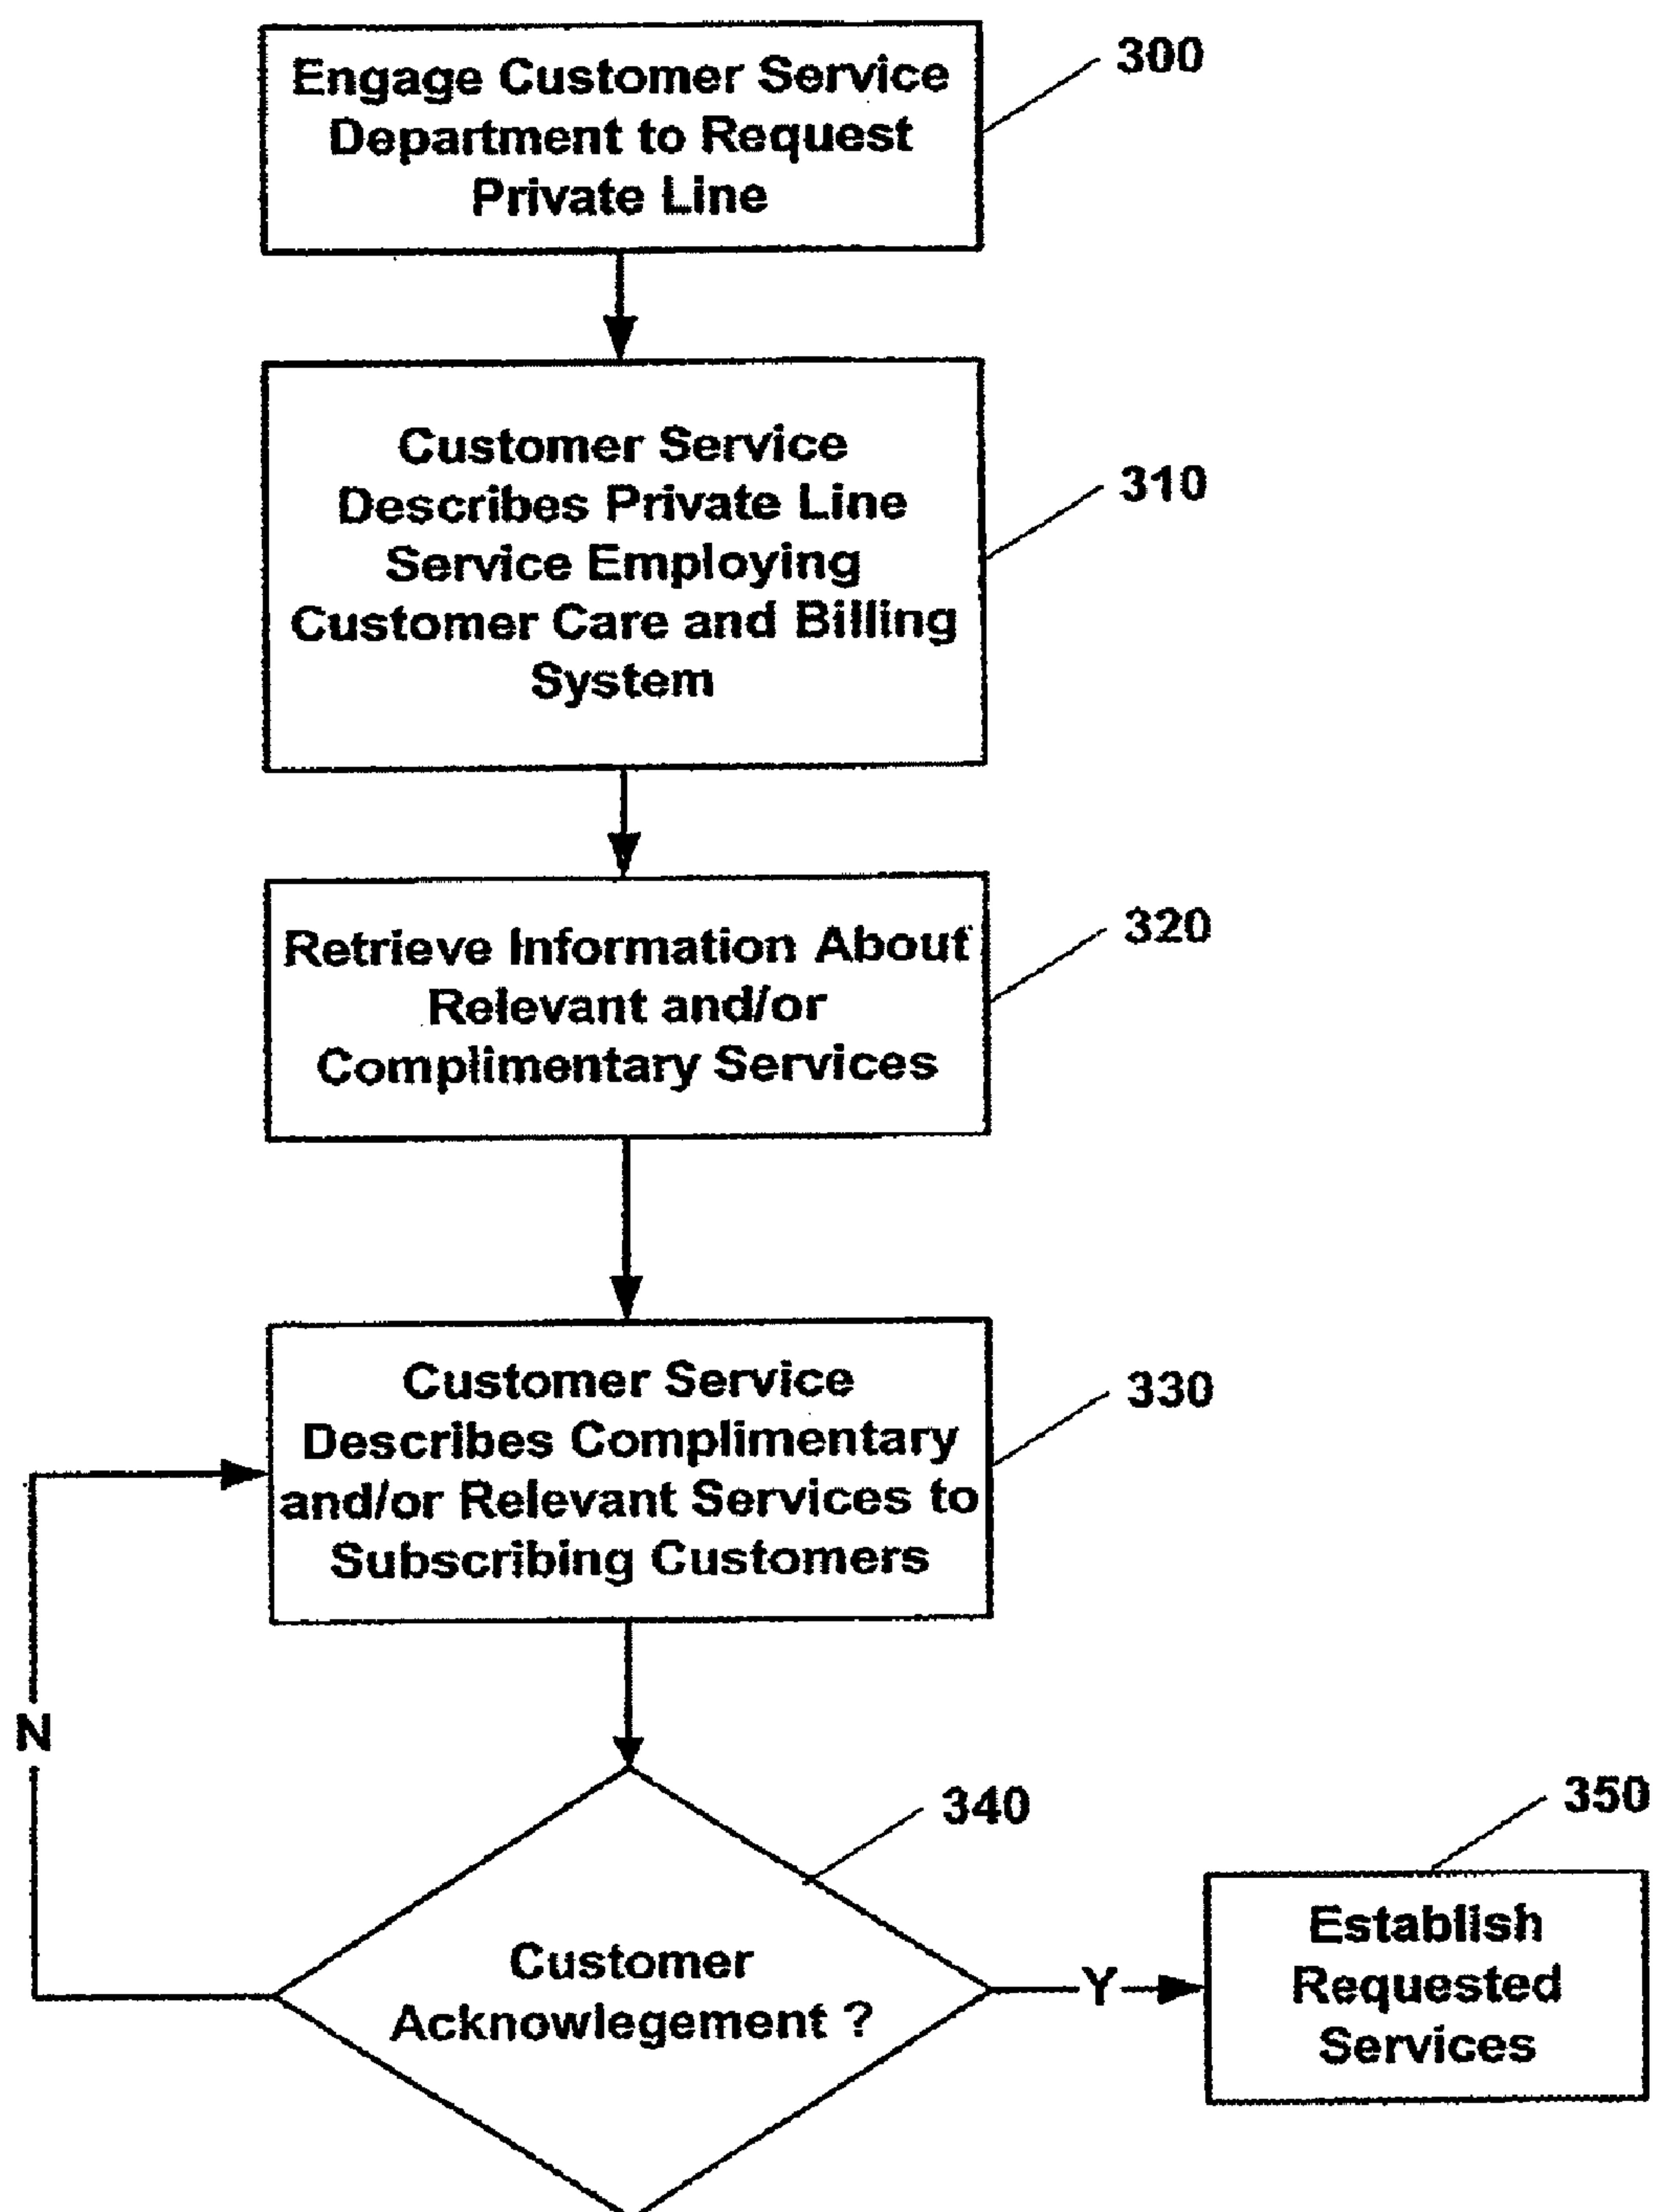 Engage Customer Service
Department to Request
Private Line
300
Customer Service
Describes Private Line
Service Employing
Customer Care and Billing
System
310
Retrieve Information About
Relevant and/or
Complimentary Services
320
Customer Service
Describes Complimentary
and/or Relevant Services to
Subscribing Customers
330
N
340
Customer
Acknowlegement ?
Y
350
Establish
Requested
Services